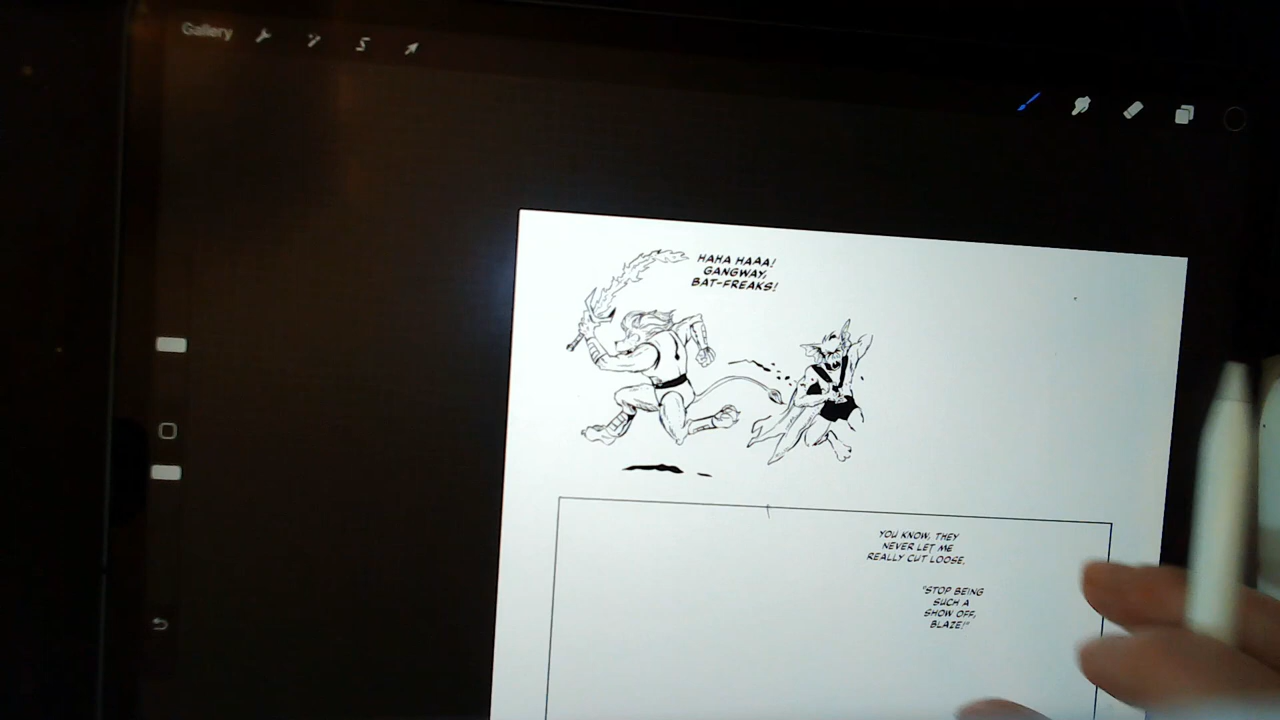 Gallery
HAHA HAAA!
GANGWAY,
BAT-FREAKS!
YOU KNOW, THEY
NEVER LET ME
REALLY CUT LOOSE.
"STOP BEING
SUCH A
SHOW OFF,
BLAZE!"